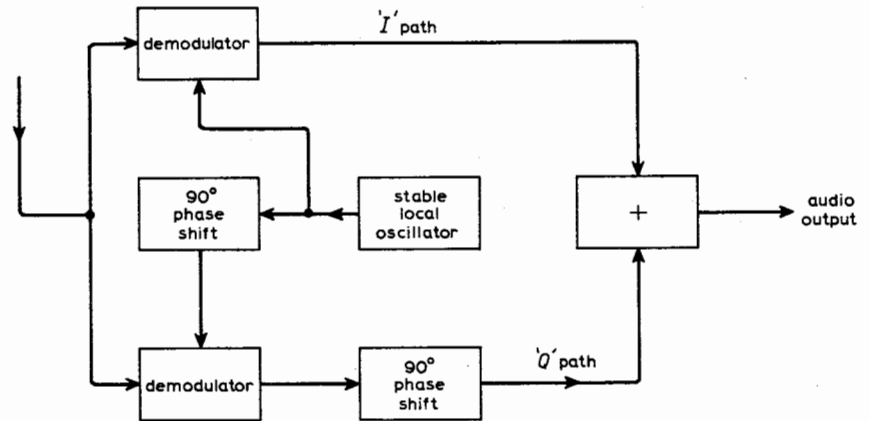 'I' path
demodulator
90°
phase
shift
stable
local
oscillator
+
audio
output
demodulator
90°
phase
shift
'Q' path